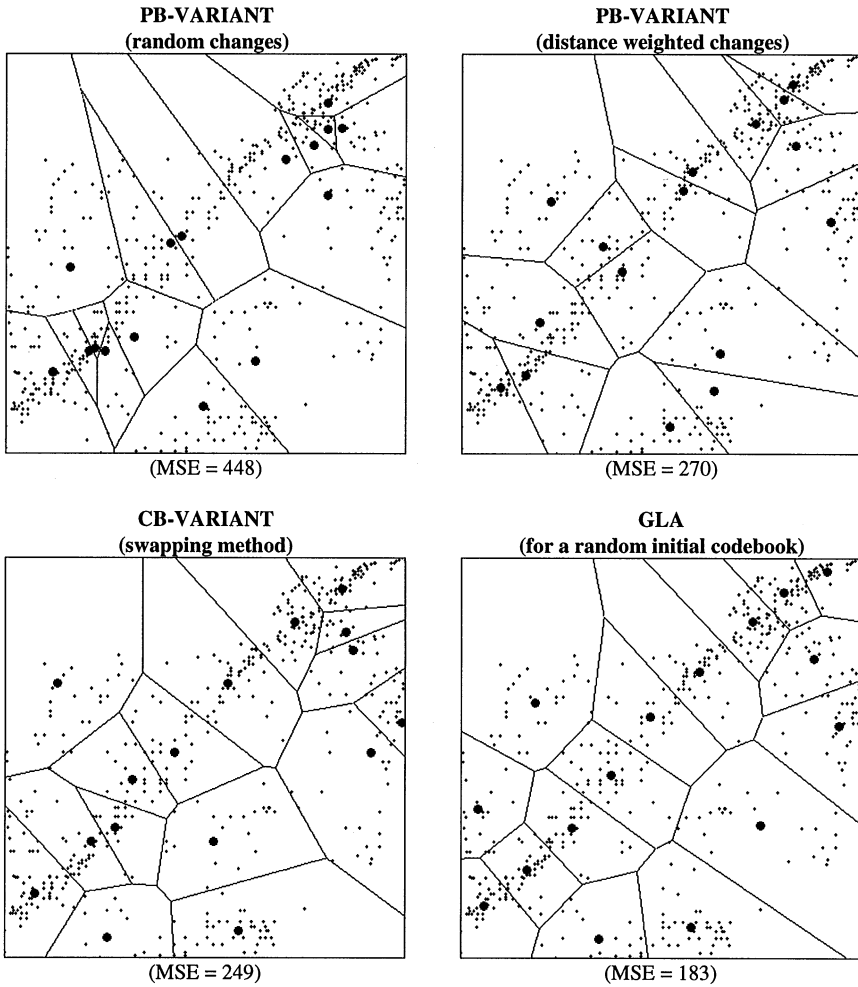 PB-VARIANT
(random changes)
PB-VARIANT
(distance weighted changes)
(MSE = 448)
(MSE = 270)
CB-VARIANT
(swapping method)
GLA
(for a random initial codebook)
(MSE = 249)
(MSE = 183)